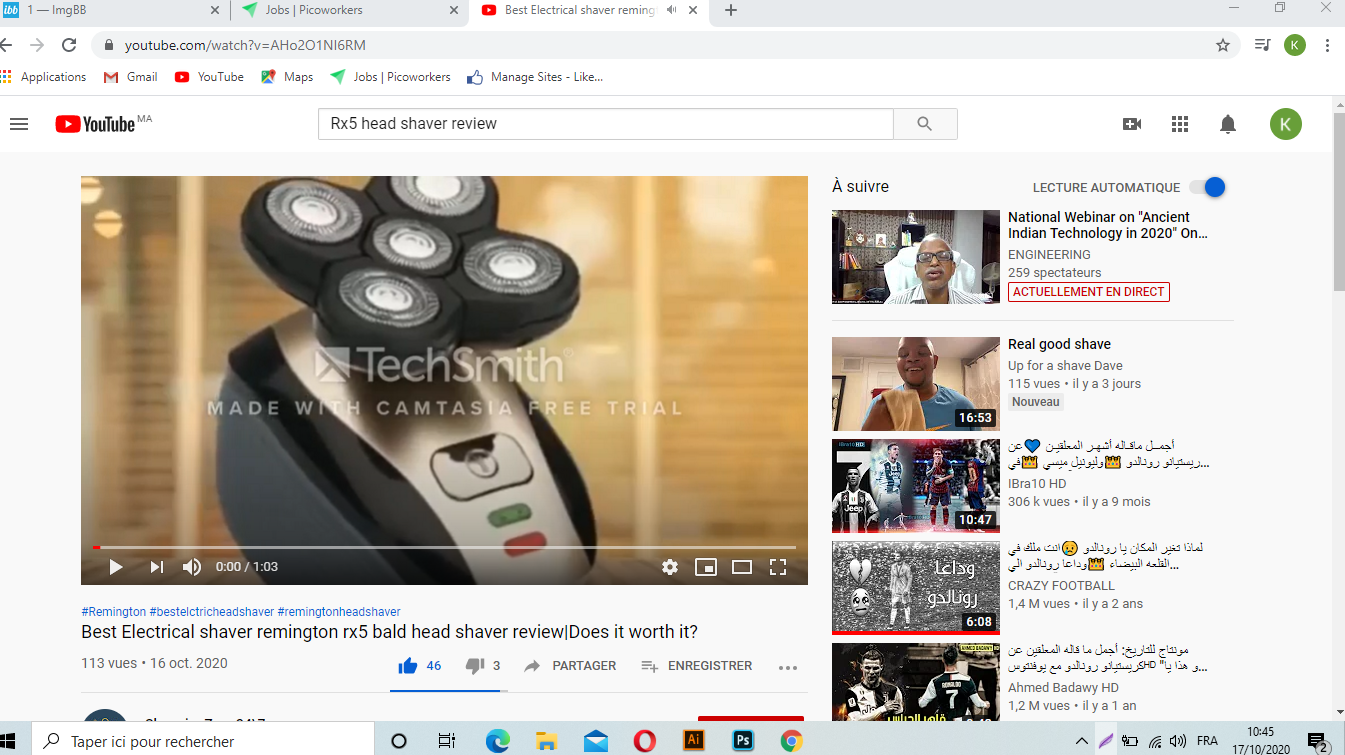 1 — ImgBB
Jobs | Picoworkers
Best Electrical shaver reming
youtube.com/watch?v=AHo2O1NI6RM
K
Applications
Gmail
YouTube
Maps
Jobs | Picoworkers
Manage Sites - Like...
YouTube MA
Rx5 head shaver review
K
TechSmith®
MADE WITH CAMTASIA FREE TRIAL
0:00 / 1:03
#Remington #bestelctricheadshaver #remingtonheadshaver
Best Electrical shaver remington rx5 bald head shaver review|Does it worth it?
113 vues • 16 oct. 2020
46
3
PARTAGER
ENREGISTRER
À suivre
LECTURE AUTOMATIQUE
National Webinar on "Ancient
Indian Technology in 2020" On...
ENGINEERING
259 spectateurs
ACTUELLEMENT EN DIRECT
Real good shave
Up for a shave Dave
115 vues • il y a 3 jours
Nouveau
16:53
أجمــل ماقـاله أشهـر المعلقيـن 💙عن
ريستيانو رونالدو 👑وليونيل ميسي 👑في...
IBra10 HD
306 k vues • il y a 9 mois
10:47
لماذا تغير المكان يا رونالدو 😥انت ملك في
القلعه البيضاء 👑وداعا رونالدو الي...
CRAZY FOOTBALL
1,4 M vues • il y a 2 ans
وداعا
رونالدو
6:08
مونتاج للتاريخ: أجمل ما قاله المعلقين عن
كريستيانو رونالدو مع يوفنتوس HD" و هذا يا...
Ahmed Badawy HD
1,2 M vues • il y a 1 an
Taper ici pour rechercher
Ai
Ps
FRA
10:45
17/10/2020
2